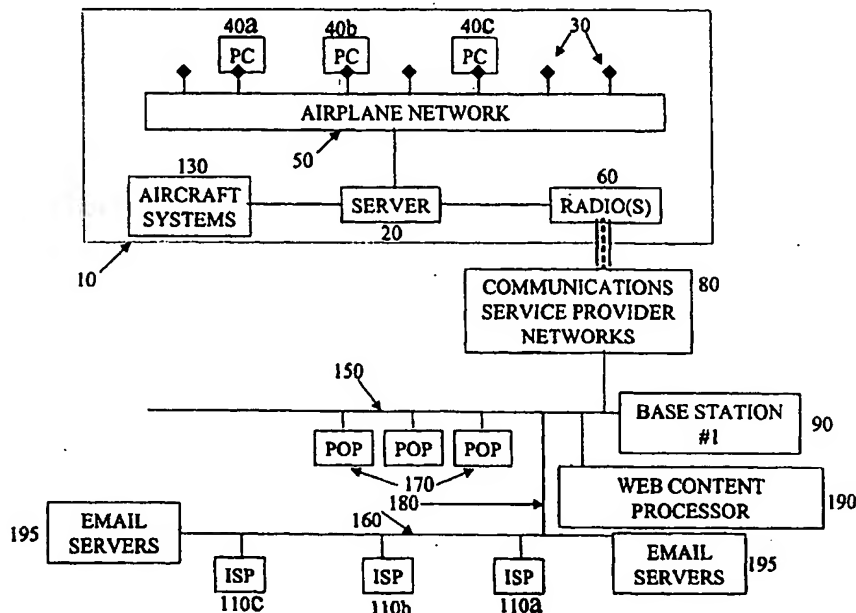 40a 40b 40c 30
PC PC PC
AIRPLANE NETWORK
50
130
60
AIRCRAFT
SYSTEMS
SERVER
RADIO(S)
20
10
COMMUNICATIONS
SERVICE PROVIDER
NETWORKS
80
150
BASE STATION
#1
90
POP POP POP
170
180
WEB CONTENT
PROCESSOR
190
160
195
EMAIL
SERVERS
EMAIL
SERVERS
195
ISP ISP ISP
110c 110b 110a